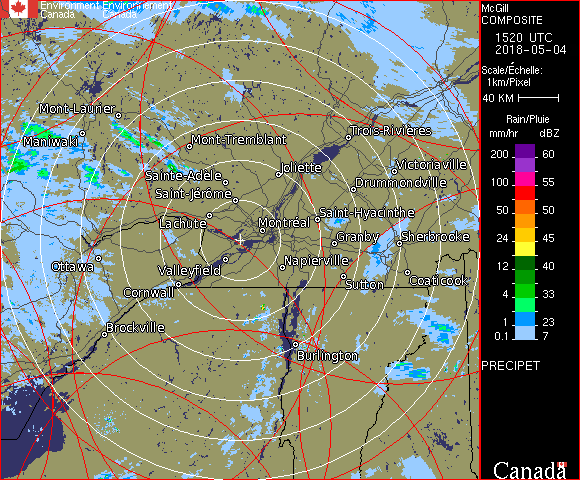 Environment Environnement
Canada Canada
McGill
COMPOSITE
1520 UTC
2018-05-04
Scale/Échelle:
1km/Pixel
40 KM
Rain/Pluie
mm/hr dBZ
200 60
100 55
50 50
24 45
12 40
4 33
1 23
0.1 7
PRECIPET
Canada
Mont-Laurier
Maniwaki
Mont-Tremblant
Trois-Rivières
Sainte-Adèle
Joliette
Victoriaville
Saint-Jérôme
Drummondville
Lachute
Montréal
Saint-Hyacinthe
Granby
Sherbrooke
Ottawa
Valleyfield
Napierville
Cornwall
Sutton
Coaticook
Brockville
Burlington